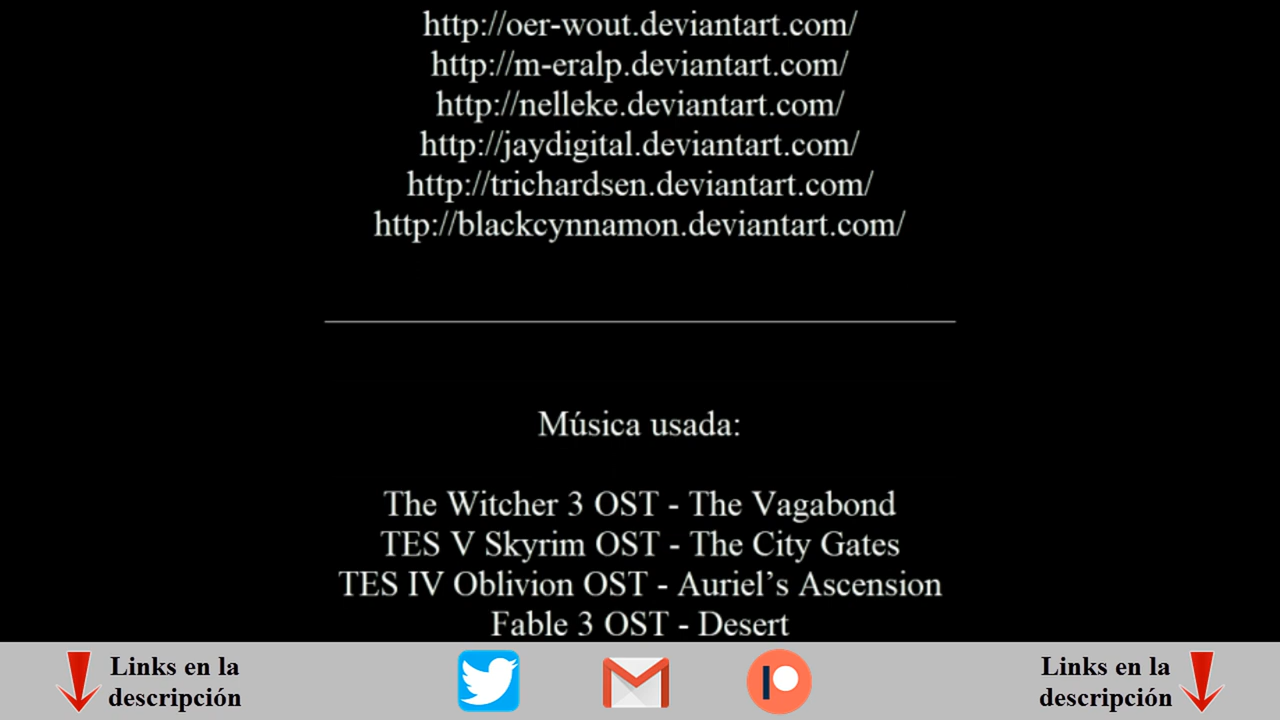 http://oer-wout.deviantart.com/
http://m-eralp.deviantart.com/
http://nelleke.deviantart.com/
http://jaydigital.deviantart.com/
http://trichardsen.deviantart.com/
http://blackcynnamon.deviantart.com/
Música usada:
The Witcher 3 OST - The Vagabond
TES V Skyrim OST - The City Gates
TES IV Oblivion OST - Auriel’s Ascension
Fable 3 OST - Desert
Links en la
descripción
Links en la
descripción